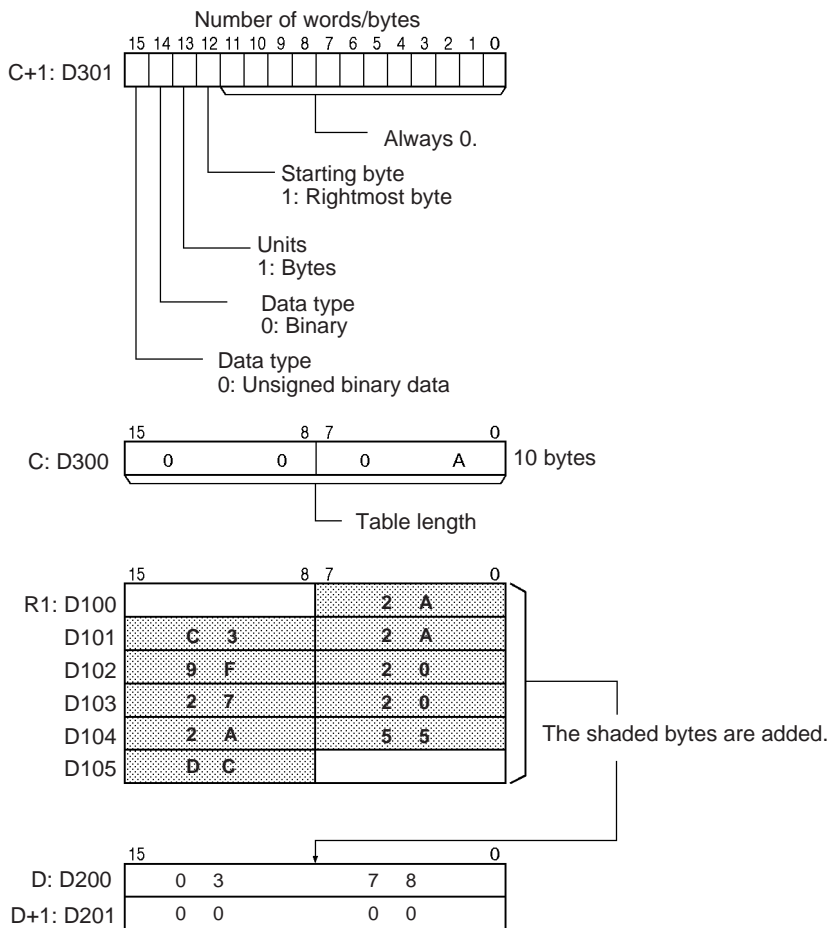 Number of words/bytes
15 14 13 12 11 10 9 8 7 6 5 4 3 2 1 0
C+1: D301
Always 0.
Starting byte
1: Rightmost byte
Units
1: Bytes
Data type
0: Binary
Data type
0: Unsigned binary data
15 8 7 0
C: D300 0 0 0 A 10 bytes
Table length
15 8 7 0
R1: D100 2 A
D101 C 3 2 A
D102 9 F 2 0
D103 2 7 2 0
D104 2 A 5 5
The shaded bytes are added.
D105 D C
15 0
D: D200 0 3 7 8
D+1: D201 0 0 0 0